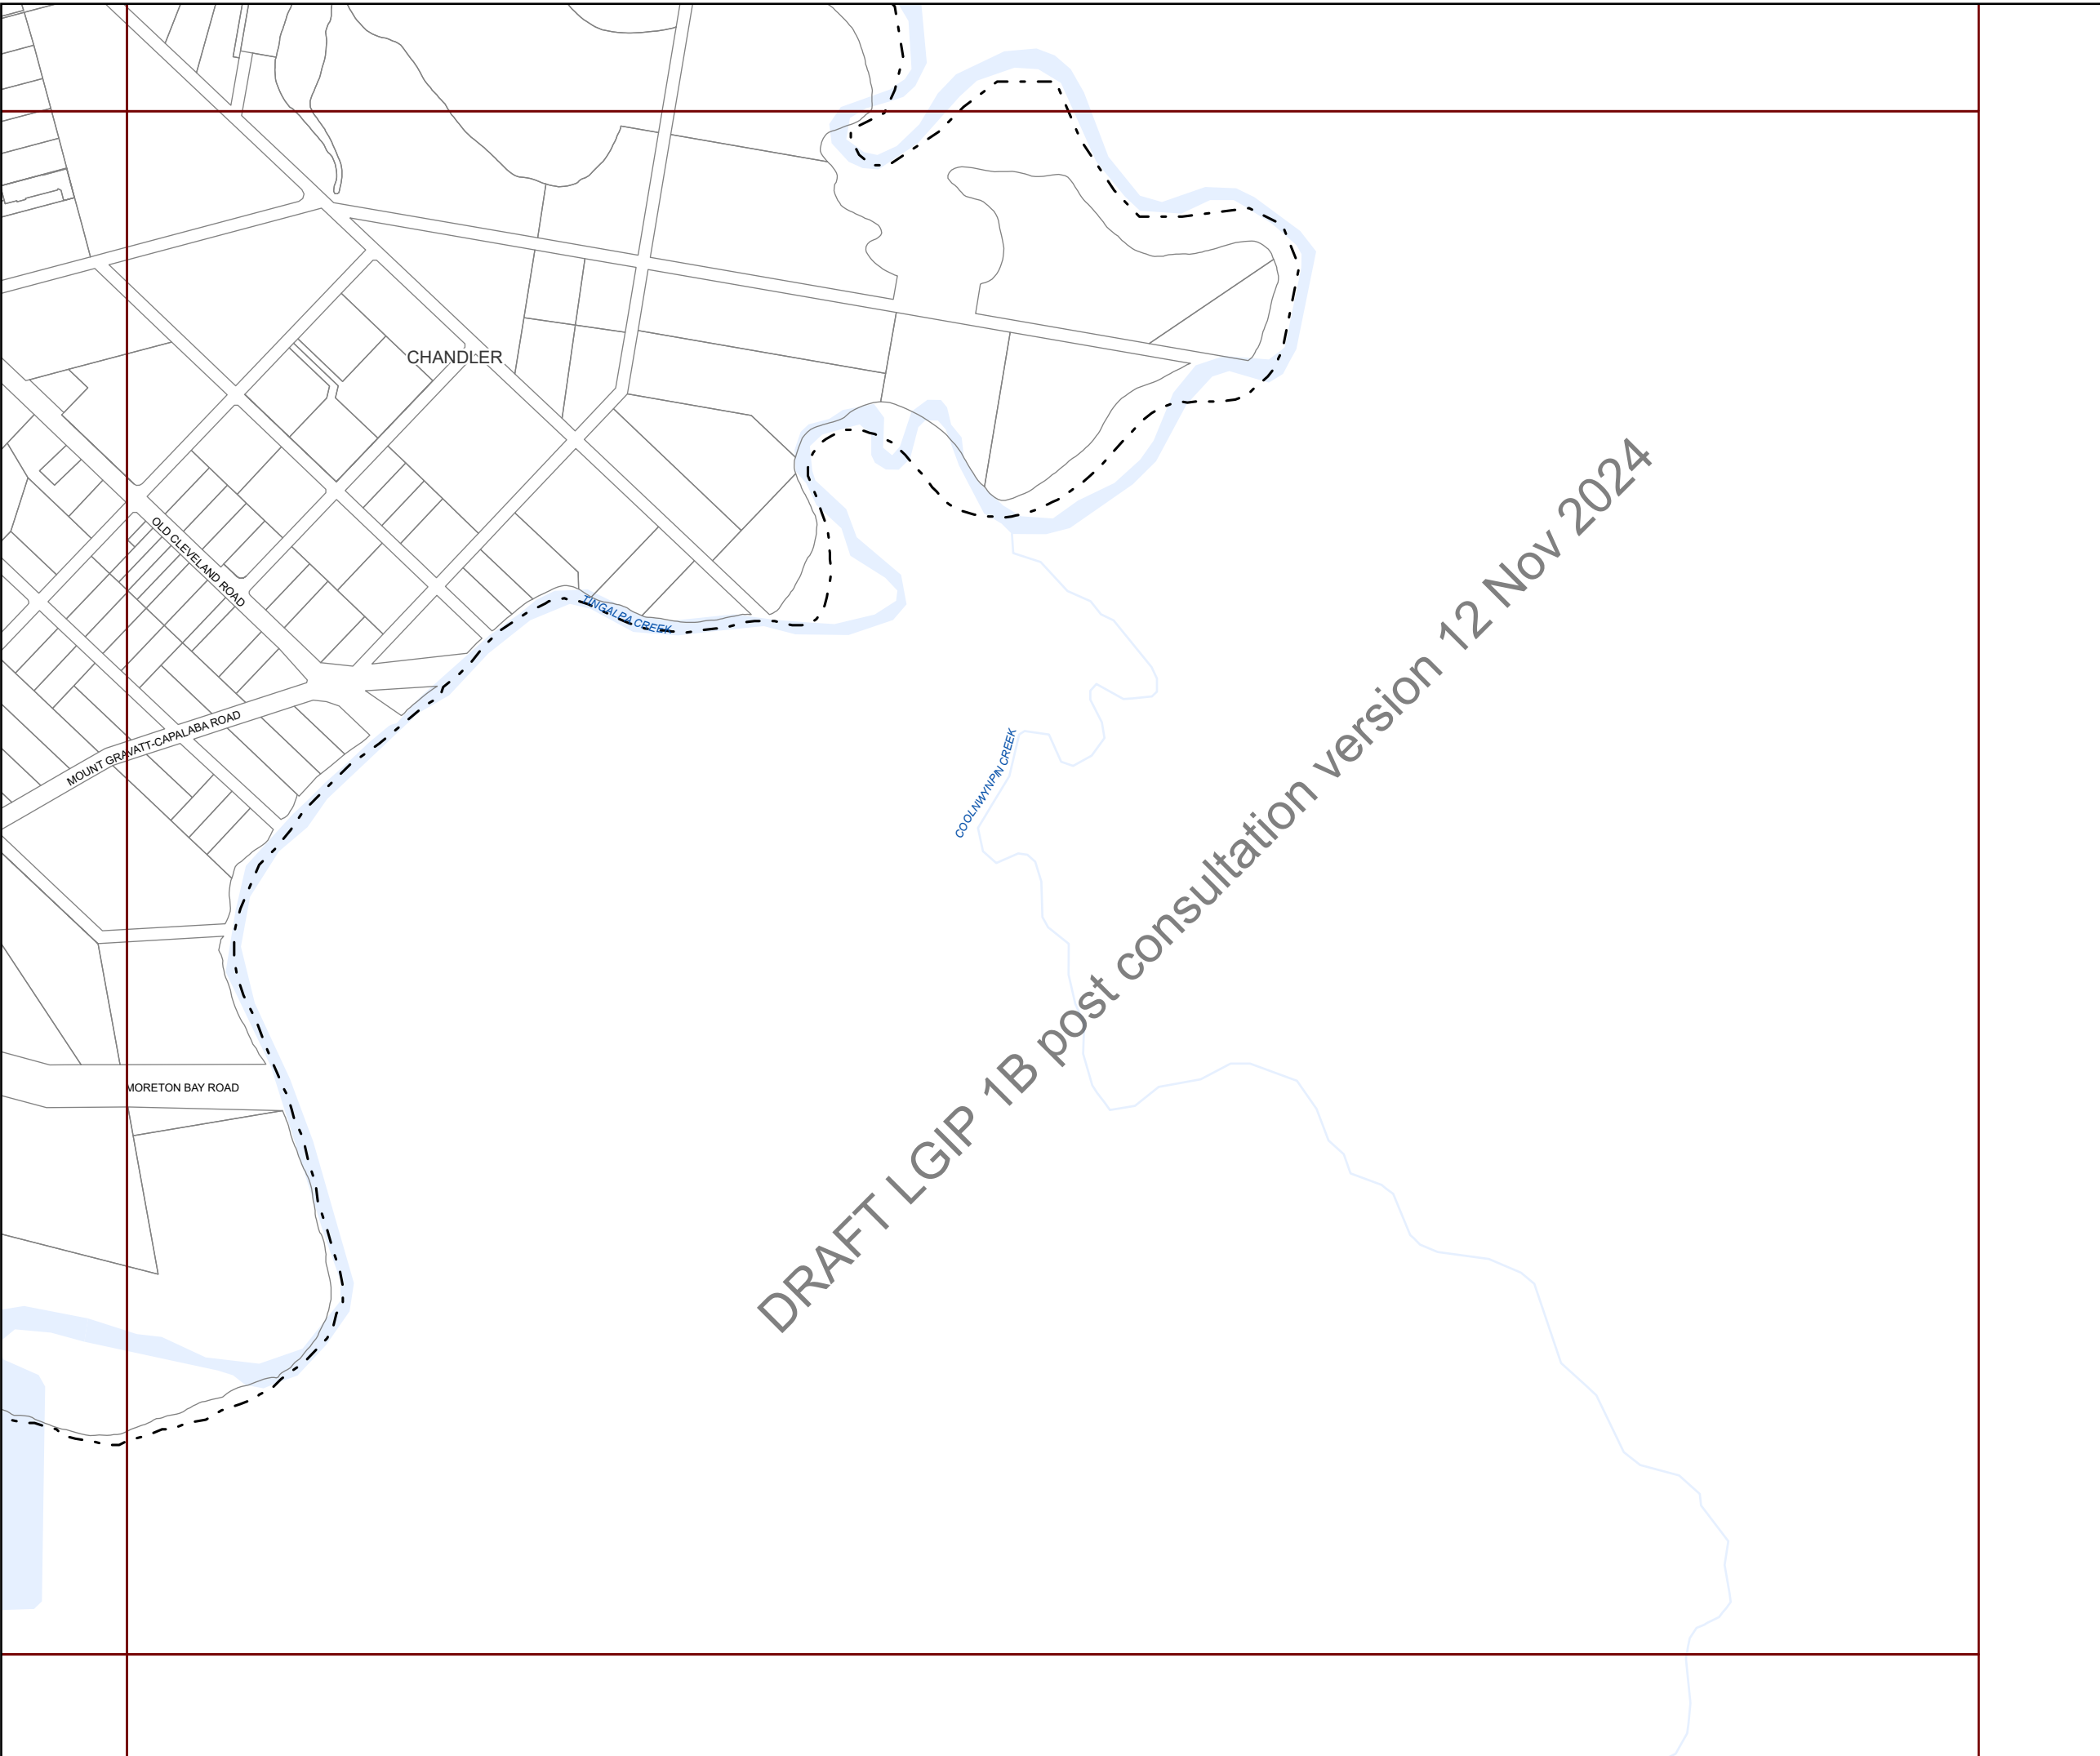 CHANDLER
OLD CLEVELAND ROAD
TINGALPA CREEK
MOUNT GRAVATT-CAPALABA ROAD
COOLNWYNPIN CREEK
MORETON BAY ROAD
DRAFT LGIP 1B post consultation version 12 Nov 2024